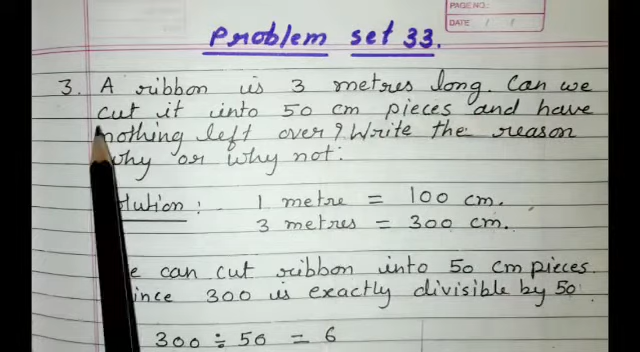 PAGE NO.:
DATE / /
Problem set 33.
3. A ribbon is 3 metres long. Can we
cut it into 50 cm pieces and have
nothing left over? Write the reason
why or why not.
1 metre = 100 cm.
3 metres = 300 cm.
can cut ribbon into 50 cm pieces.
300 is exactly divisible by 50
300 ÷ 50 = 6